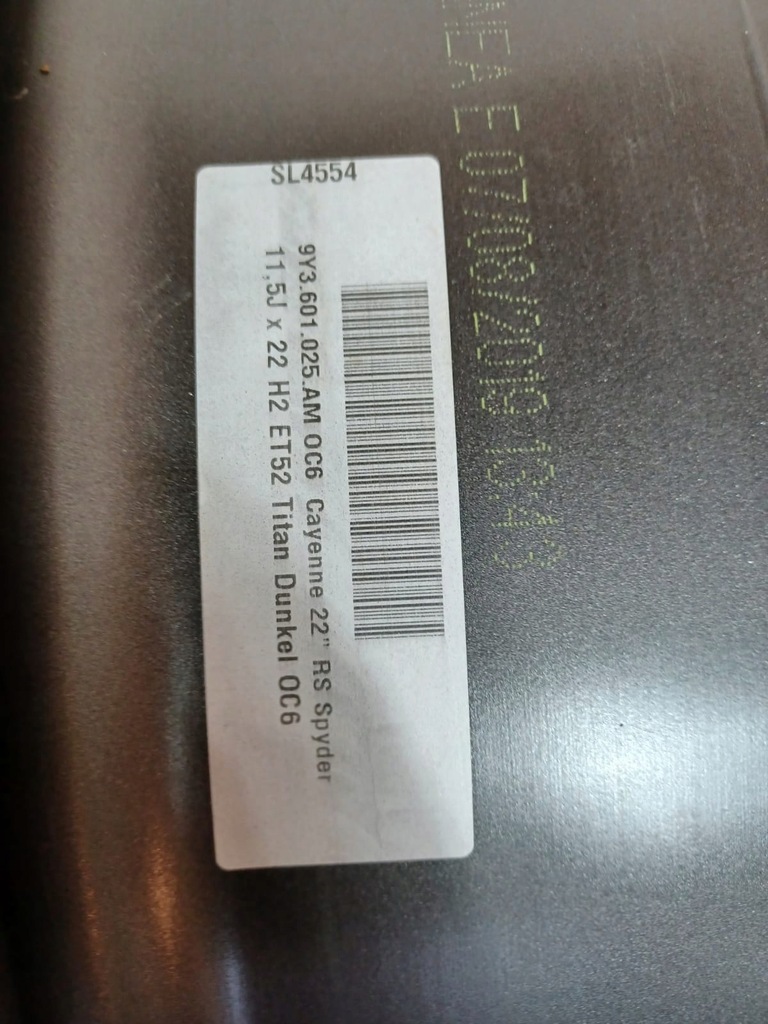 SL4554
9Y3.601.025.AM OC6 Cayenne 22" RS Spyder
11,5J x 22 H2 ET52 Titan Dunkel OC6
E 07/08/2019 13:43